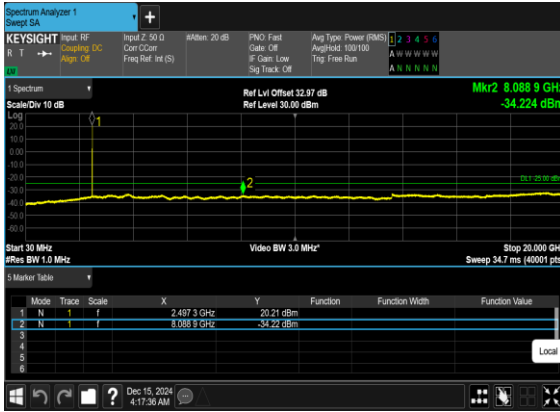 Spectrum Analyzer 1
Swept SA
+
KEYSIGHT Input: RF Input Z: 50 Ω #Atten: 20 dB PNO: Fast Avg Type: Power (RMS) 1 2 3 4 5 6
R T Coupling: DC Corr CCorr Gate: Off Avg|Hold: 100/100 A W W W W W
Align: Off Freq Ref: Int (S) IF Gain: Low Trig: Free Run
LW Sig Track: Off A N N N N N
1 Spectrum Ref Lvl Offset 32.97 dB Mkr2 8.088 9 GHz
Scale/Div 10 dB Ref Level 30.00 dBm -34.224 dBm
Log
20.0
10.0
0.00
-10.0
-20.0
-30.0
-40.0
-50.0
-60.0
1
2
DL1 -25.00 dBm
Start 30 MHz Video BW 3.0 MHz* Stop 20.000 GHz
#Res BW 1.0 MHz Sweep 34.7 ms (40001 pts)
5 Marker Table
Mode Trace Scale X Y Function Function Width Function Value
1 N 1 f 2.497 3 GHz 20.21 dBm
2 N 1 f 8.088 9 GHz -34.22 dBm
3
4
5
6
Local
? Dec 15, 2024
4:17:36 AM